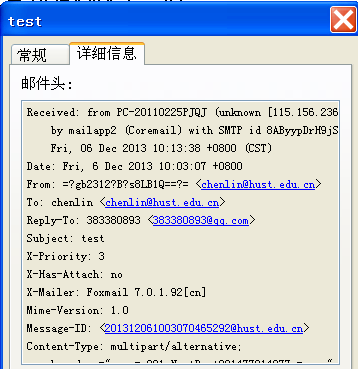 test
常规
详细信息
邮件头：
Received: from PC-20110225PJQJ (unknown [115.156.236
by mailapp2 (Coremail) with SMTP id 8AByypDrH9jS
Fri, 06 Dec 2013 10:13:38 +0800 (CST)
Date: Fri, 6 Dec 2013 10:03:07 +0800
From: =?gb2312?B?s8LB1Q==?= <chenlin@hust.edu.cn>
To: chenlin <chenlin@hust.edu.cn>
Reply-To: 383380893 <383380893@qq.com>
Subject: test
X-Priority: 3
X-Has-Attach: no
X-Mailer: Foxmail 7.0.1.92[cn]
Mime-Version: 1.0
Message-ID: <201312061003070465292@hust.edu.cn>
Content-Type: multipart/alternative;